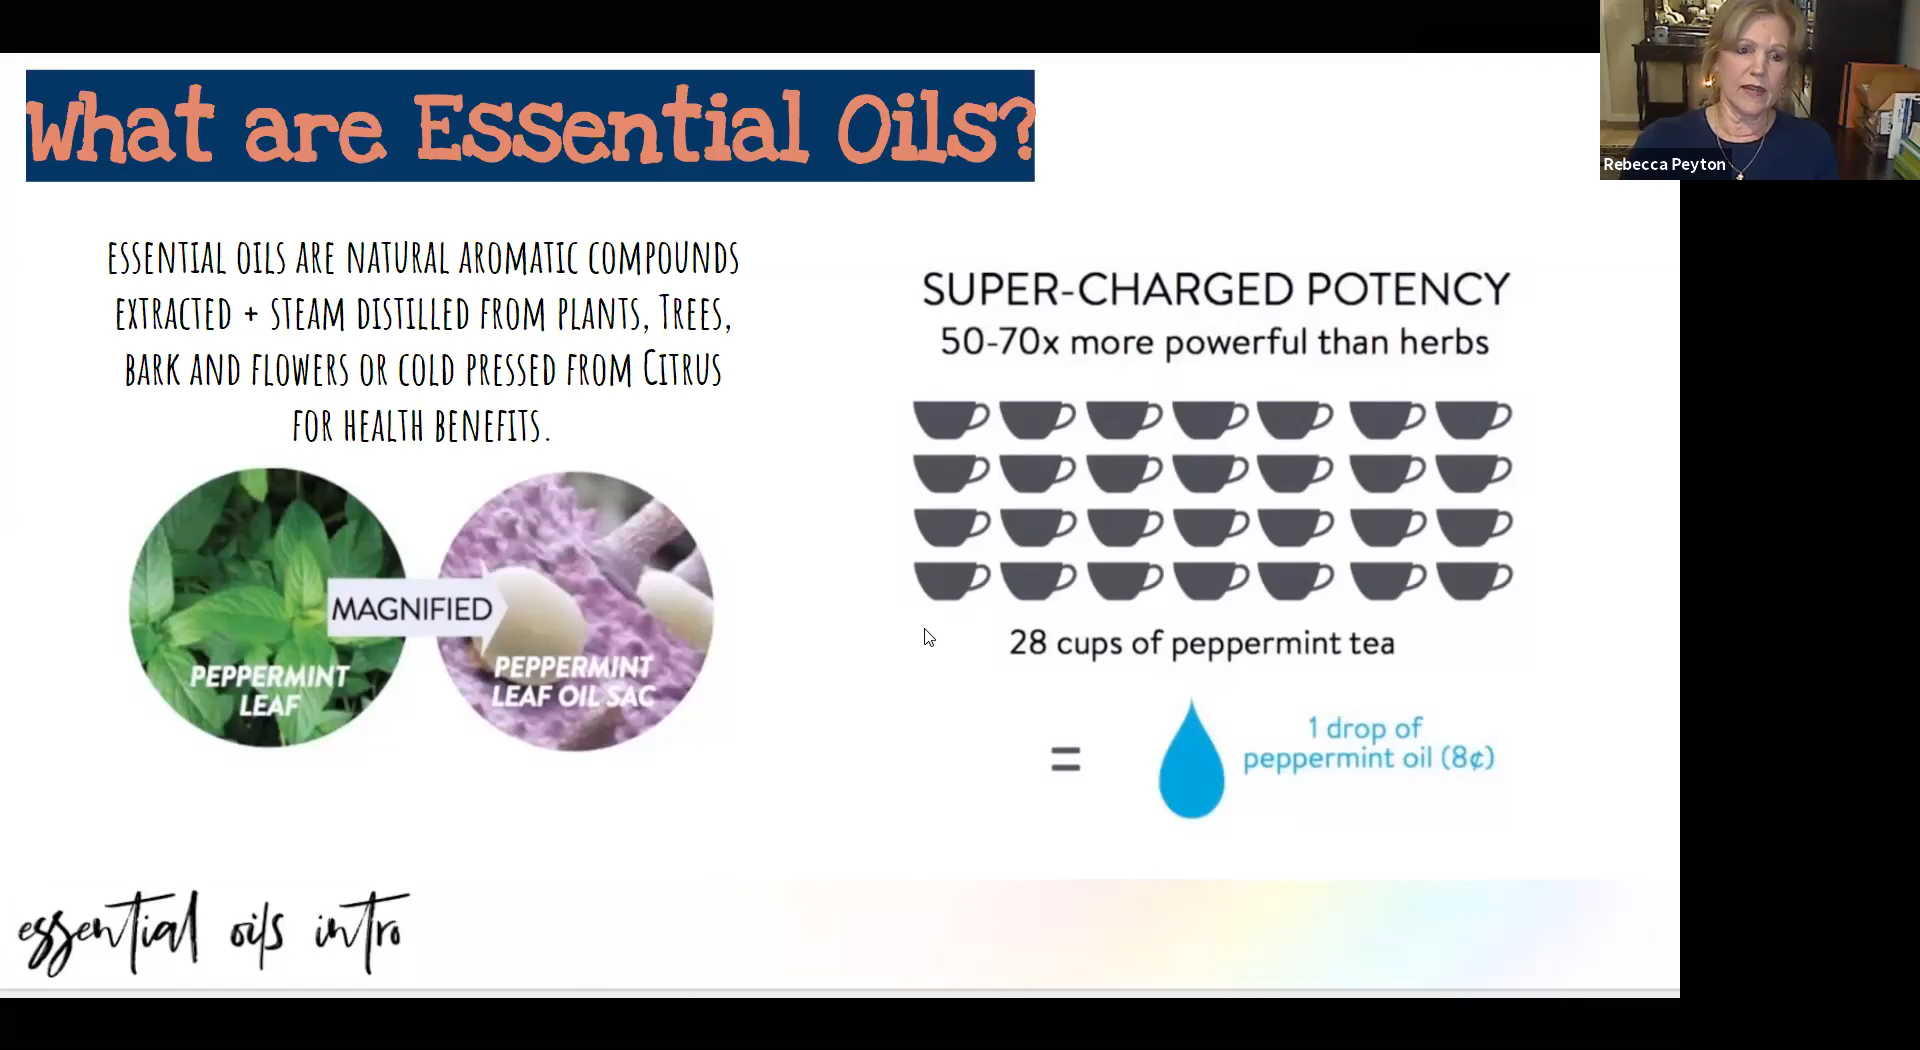 What are Essential Oils?
ESSENTIAL OILS ARE NATURAL AROMATIC COMPOUNDS
EXTRACTED + STEAM DISTILLED FROM PLANTS, TREES,
BARK AND FLOWERS OR COLD PRESSED FROM CITRUS
FOR HEALTH BENEFITS.
MAGNIFIED
PEPPERMINT
LEAF
PEPPERMINT
LEAF OIL SAC
SUPER-CHARGED POTENCY
50-70x more powerful than herbs
28 cups of peppermint tea
=
1 drop of
peppermint oil (8¢)
essential oils intro
Rebecca Peyton